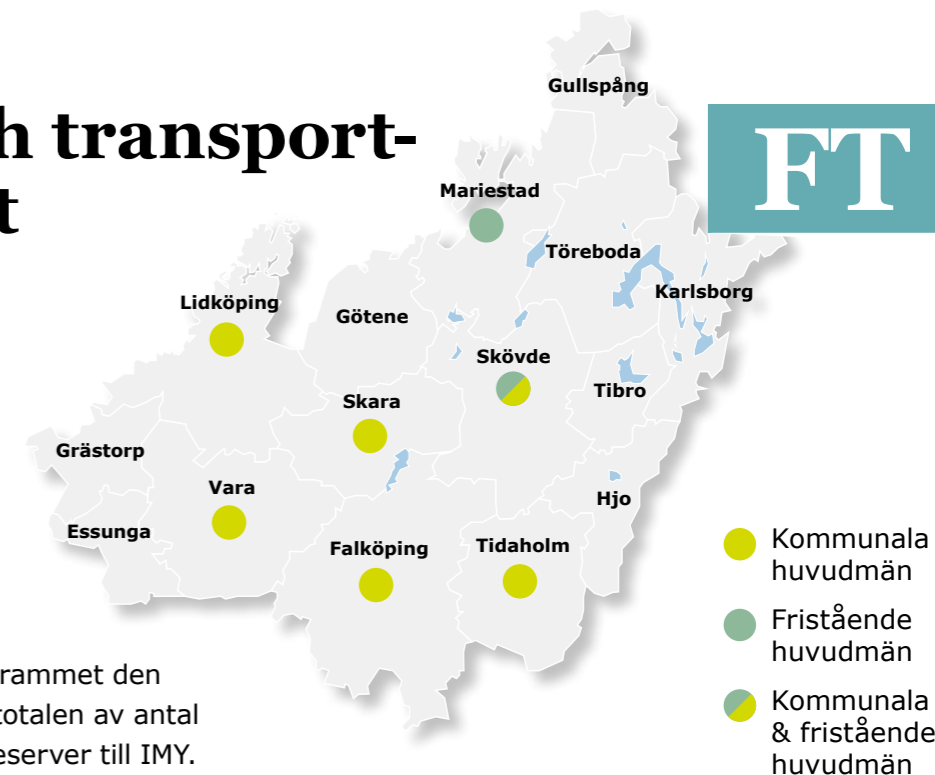 h transport-
t
FT
Gullspång
Mariestad
Töreboda
Karlsborg
Lidköping
Götene
Skövde
Tibro
Skara
Grästorp
Vara
Hjo
Essunga
Falköping
Tidaholm
Kommunala
huvudmän
Fristående
huvudmän
Kommunala
& fristående
huvudmän
rammet den
totalen av antal
eserver till IMY.